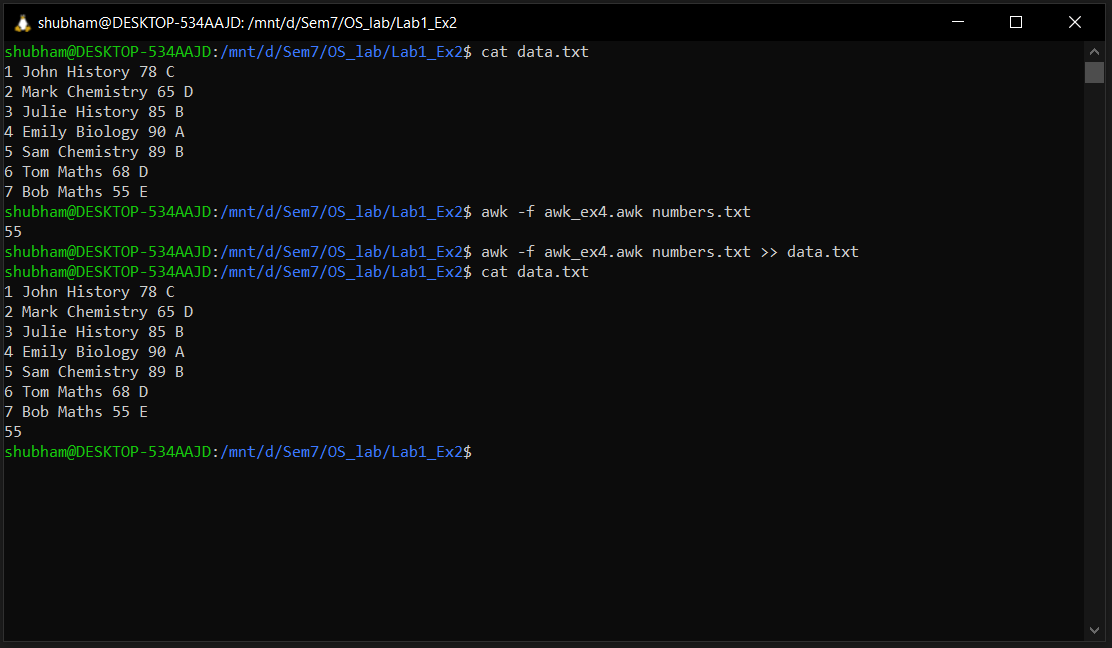 shubham@DESKTOP-534AAJD: /mnt/d/Sem7/OS_lab/Lab1_Ex2
shubham@DESKTOP-534AAJD:/mnt/d/Sem7/OS_lab/Lab1_Ex2$ cat data.txt
1 John History 78 C
2 Mark Chemistry 65 D
3 Julie History 85 B
4 Emily Biology 90 A
5 Sam Chemistry 89 B
6 Tom Maths 68 D
7 Bob Maths 55 E
shubham@DESKTOP-534AAJD:/mnt/d/Sem7/OS_lab/Lab1_Ex2$ awk -f awk_ex4.awk numbers.txt
55
shubham@DESKTOP-534AAJD:/mnt/d/Sem7/OS_lab/Lab1_Ex2$ awk -f awk_ex4.awk numbers.txt >> data.txt
shubham@DESKTOP-534AAJD:/mnt/d/Sem7/OS_lab/Lab1_Ex2$ cat data.txt
1 John History 78 C
2 Mark Chemistry 65 D
3 Julie History 85 B
4 Emily Biology 90 A
5 Sam Chemistry 89 B
6 Tom Maths 68 D
7 Bob Maths 55 E
55
shubham@DESKTOP-534AAJD:/mnt/d/Sem7/OS_lab/Lab1_Ex2$